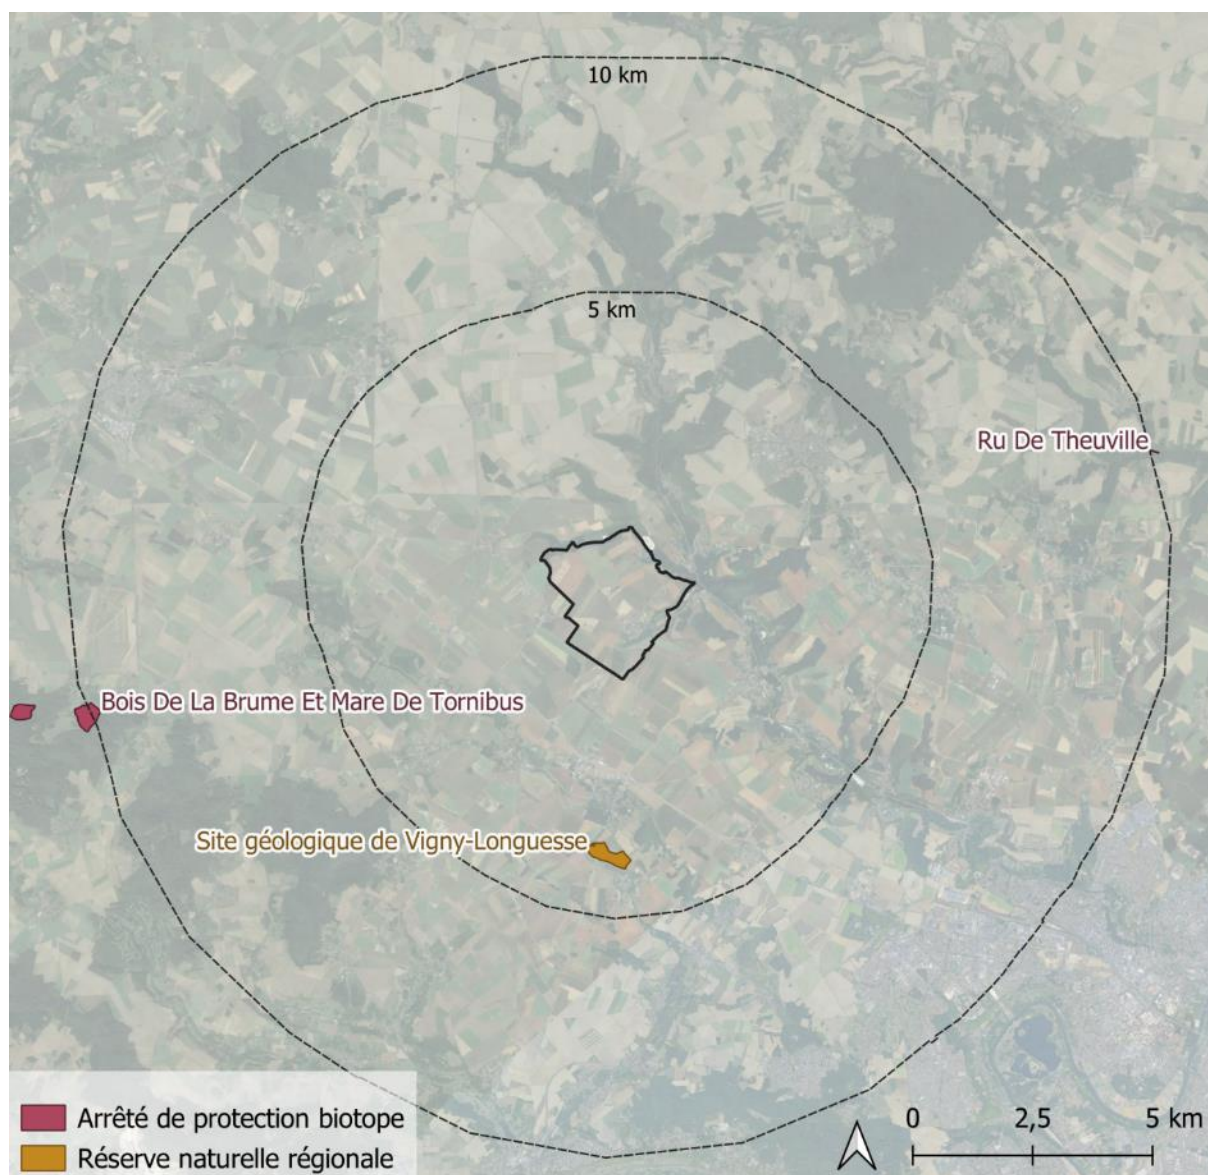 10 km
5 km
Ru De Theuville
Bois De La Brume Et Mare De Tornibus
Site géologique de Vigny-Longuesse
Arrêté de protection biotope
Réserve naturelle régionale
0 2,5 5 km